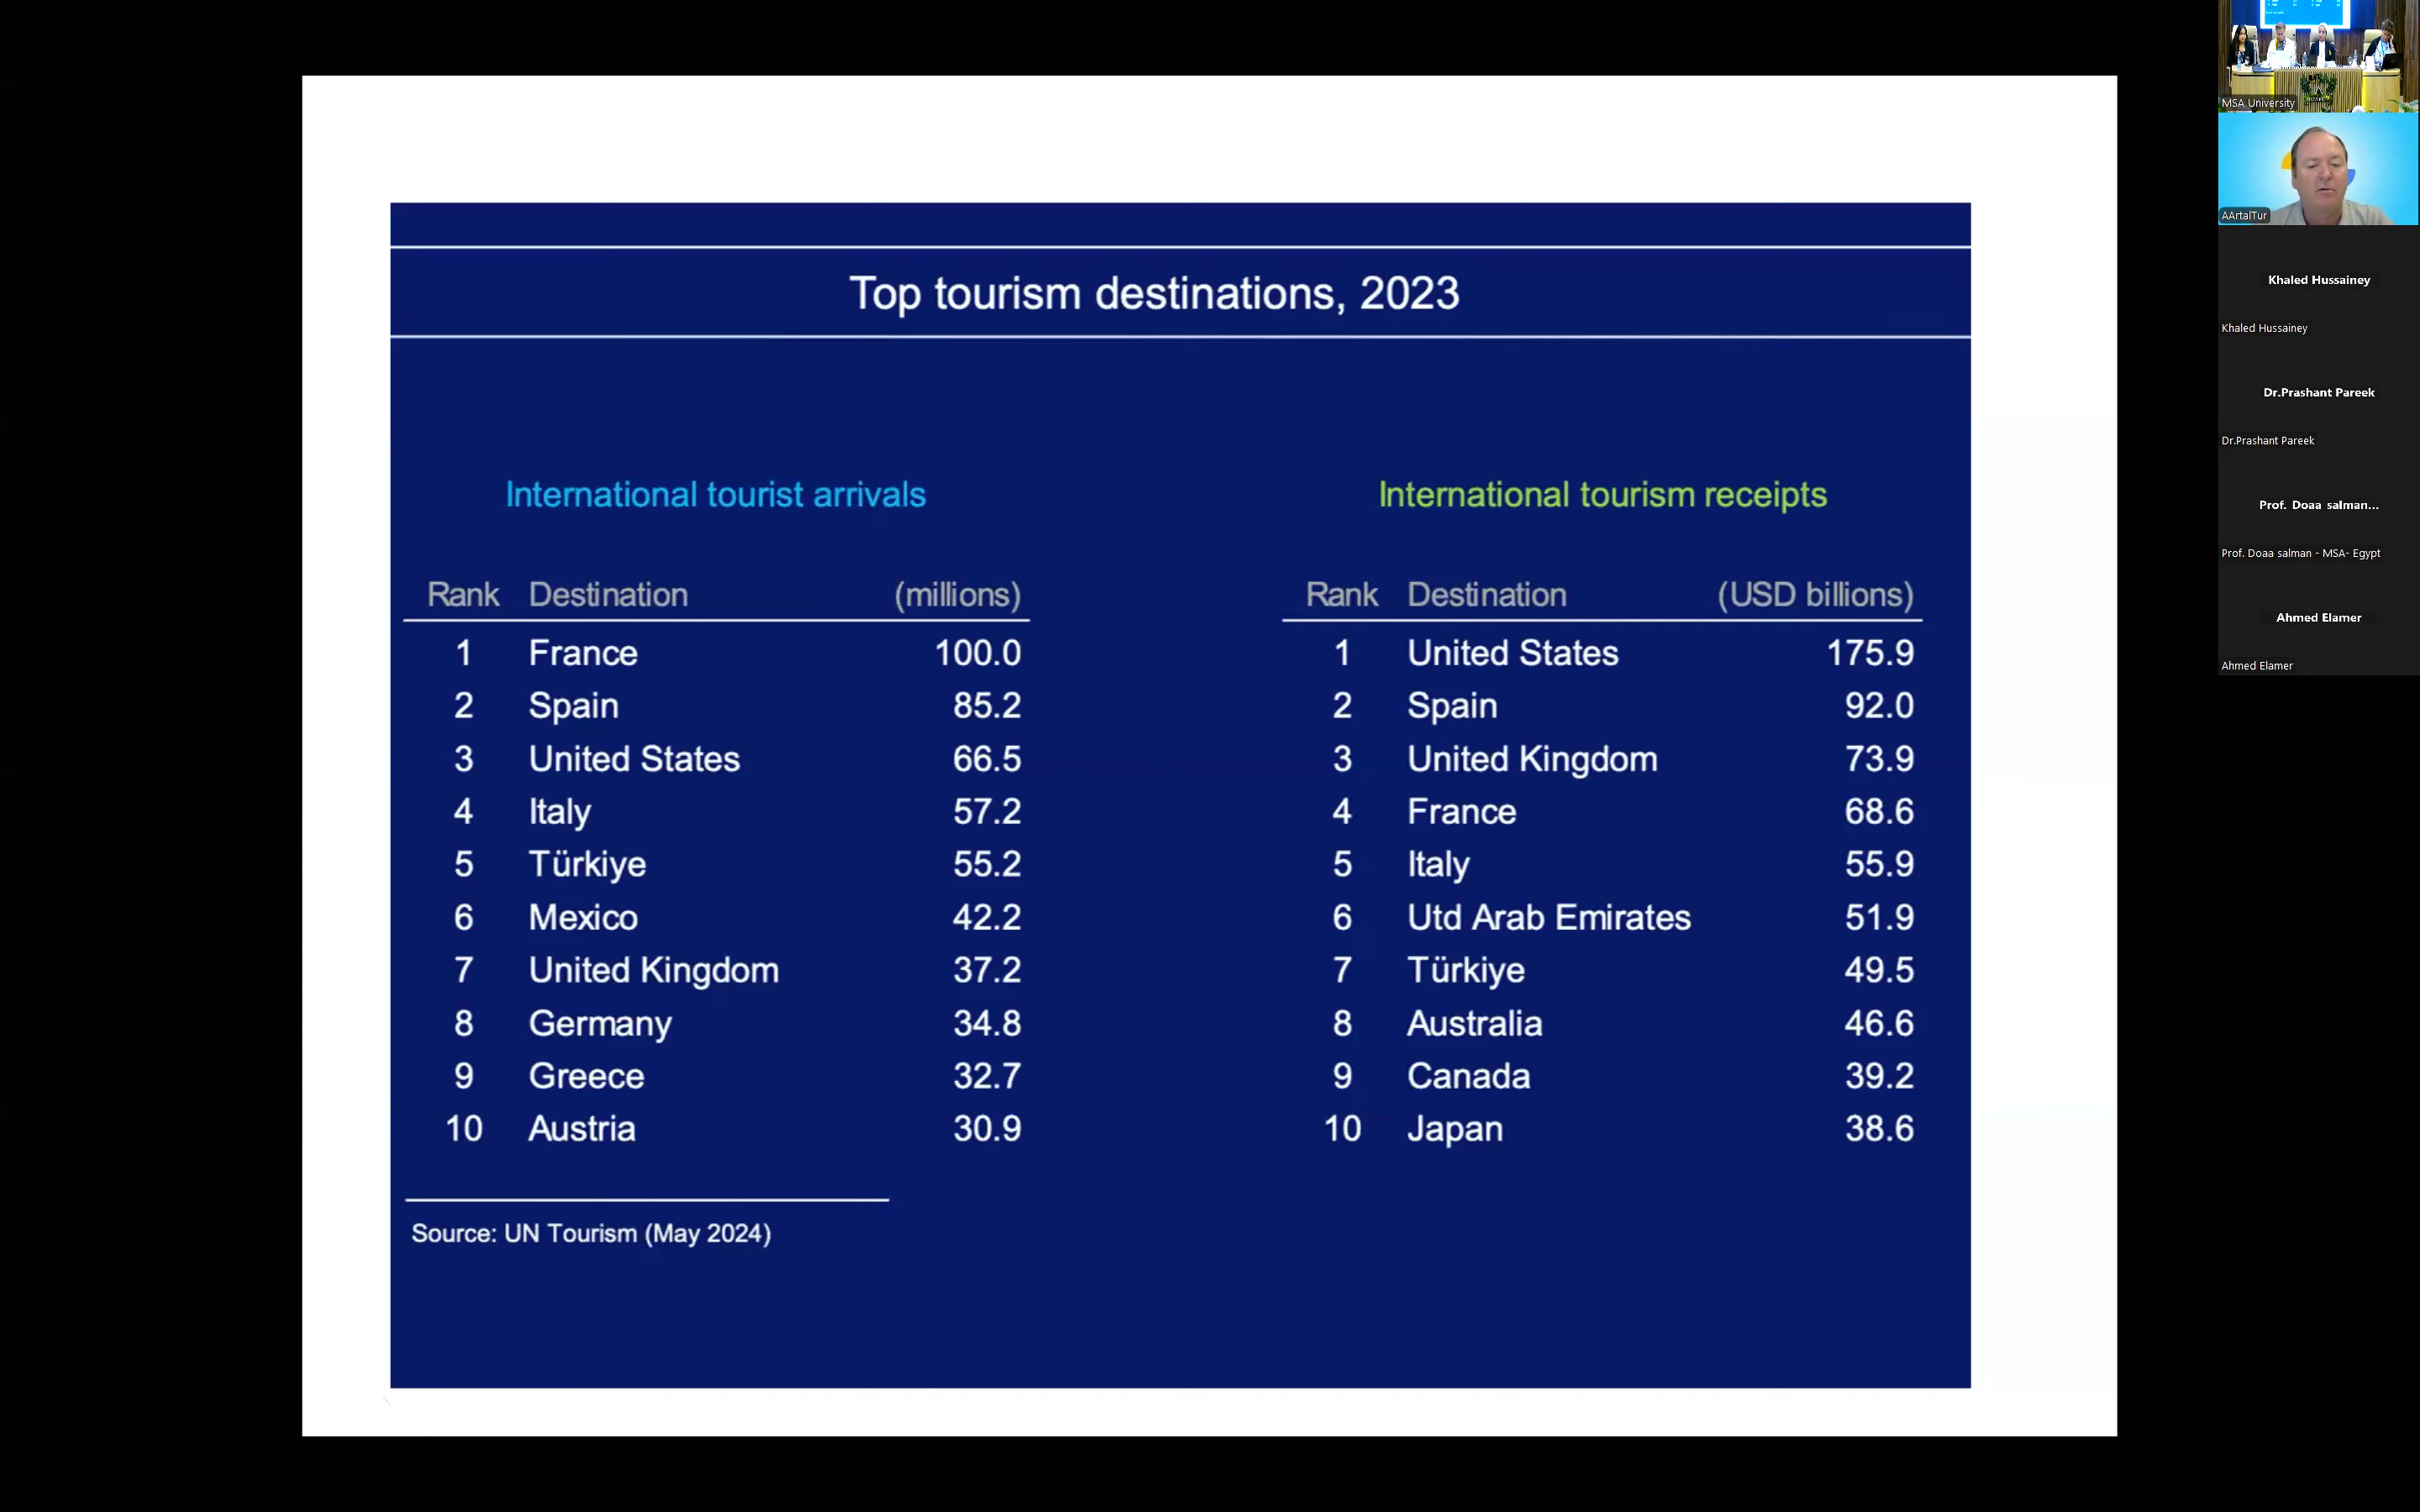 Top tourism destinations, 2023
International tourist arrivals
Rank Destination (millions)
1 France 100.0
2 Spain 85.2
3 United States 66.5
4 Italy 57.2
5 Türkiye 55.2
6 Mexico 42.2
7 United Kingdom 37.2
8 Germany 34.8
9 Greece 32.7
10 Austria 30.9
International tourism receipts
Rank Destination (USD billions)
1 United States 175.9
2 Spain 92.0
3 United Kingdom 73.9
4 France 68.6
5 Italy 55.9
6 Utd Arab Emirates 51.9
7 Türkiye 49.5
8 Australia 46.6
9 Canada 39.2
10 Japan 38.6
Source: UN Tourism (May 2024)
MSA University
AArtalTur
Khaled Hussainey
Khaled Hussainey
Dr.Prashant Pareek
Dr.Prashant Pareek
Prof. Doaa salman...
Prof. Doaa salman - MSA- Egypt
Ahmed Elamer
Ahmed Elamer